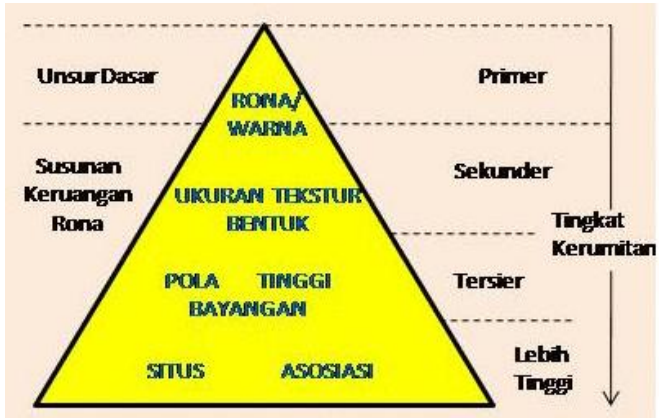 Unsur Dasar
Primer
RONA/
WARNA
Susunan
Keruangan
Rona
Sekunder
UKURAN TEKSTUR
BENTUK
Tingkat
Kerumitan
POLA TINGGI
BAYANGAN
Tersier
SITUS ASOSIASI
Lebih
Tinggi